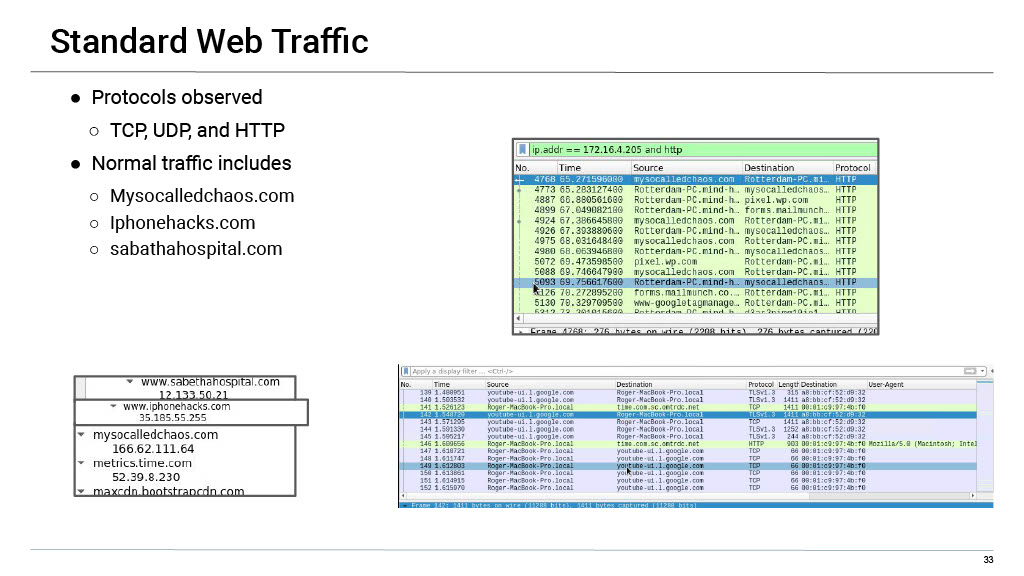 Standard Web Traffic
● Protocols observed
○ TCP, UDP, and HTTP
● Normal traffic includes
○ Mysocalledchaos.com
○ Iphonehacks.com
○ sabathahospital.com
ip.addr == 172.16.4.205 and http
No. Time Source Destination Protocol
4768 65.271596000 mysocalledchaos.com Rotterdam-PC.mi… HTTP
4773 65.283127400 Rotterdam-PC.mind-h… mysocalledchaos… HTTP
4887 66.880561600 Rotterdam-PC.mind-h… pixel.wp.com HTTP
4899 67.049082100 Rotterdam-PC.mind-h… forms.mailmunch… HTTP
4924 67.386645800 mysocalledchaos.com Rotterdam-PC.mi… HTTP
4926 67.393880600 Rotterdam-PC.mind-h… mysocalledchaos… HTTP
4975 68.031648400 mysocalledchaos.com Rotterdam-PC.mi… HTTP
4980 68.063946800 Rotterdam-PC.mind-h… mysocalledchaos… HTTP
5072 69.473598500 pixel.wp.com Rotterdam-PC.mi… HTTP
5088 69.746647900 mysocalledchaos.com Rotterdam-PC.mi… HTTP
5093 69.756617600 Rotterdam-PC.mind-h… mysocalledchaos… HTTP
5126 70.272895200 forms.mailmunch.co… Rotterdam-PC.mi… HTTP
5130 70.329709500 www-googletagmanage… Rotterdam-PC.mi… HTTP
Frame 4768: 276 bytes on wire (2208 bits), 276 bytes captured (220
www.sabethahospital.com
12.133.50.21
www.iphonehacks.com
35.185.55.255
mysocalledchaos.com
166.62.111.64
metrics.time.com
52.39.8.230
maxcdn.bootstrapcdn.com
Apply a display filter ... <Ctrl-/>
No. Time Source Destination Protocol Length Destination User-Agent
139 1.480951 youtube-ui.l.google.com Roger-MacBook-Pro.local TLSv1.3 315 a8:bb:cf:52:d9:32
140 1.503532 youtube-ui.l.google.com Roger-MacBook-Pro.local TLSv1.3 1411 a8:bb:cf:52:d9:32
141 1.526123 Roger-MacBook-Pro.local time.com.sc.omtrdc.net TCP 1411 00:01:c9:97:4b:f0
142 youtube-ui.l.google.com Roger-MacBook-Pro.local TCP 1411 a8:bb:cf:52:d9:32
143 1.571295 youtube-ui.l.google.com Roger-MacBook-Pro.local TCP 1411 a8:bb:cf:52:d9:32
144 1.591330 youtube-ui.l.google.com Roger-MacBook-Pro.local TLSv1.3 1252 a8:bb:cf:52:d9:32
145 1.595217 youtube-ui.l.google.com Roger-MacBook-Pro.local TLSv1.3 244 a8:bb:cf:52:d9:32
146 1.609656 Roger-MacBook-Pro.local time.com.sc.omtrdc.net HTTP 903 00:01:c9:97:4b:f0 Mozilla/5.0 (Macintosh; Intel
147 1.610721 Roger-MacBook-Pro.local youtube-ui.l.google.com TCP 66 00:01:c9:97:4b:f0
148 1.611747 Roger-MacBook-Pro.local youtube-ui.l.google.com TCP 66 00:01:c9:97:4b:f0
149 1.612803 Roger-MacBook-Pro.local youtube-ui.l.google.com TCP 66 00:01:c9:97:4b:f0
150 1.613861 Roger-MacBook-Pro.local youtube-ui.l.google.com TCP 66 00:01:c9:97:4b:f0
151 1.614915 Roger-MacBook-Pro.local youtube-ui.l.google.com TCP 66 00:01:c9:97:4b:f0
152 1.615970 Roger-MacBook-Pro.local youtube-ui.l.google.com TCP 66 00:01:c9:97:4b:f0
Frame 142: 1411 bytes on wire (11288 bits), 1411 bytes captured (11288 bits)
33